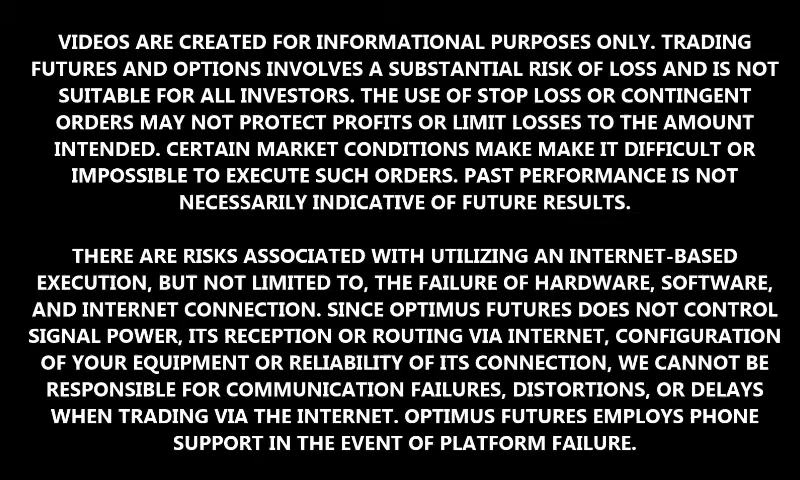 VIDEOS ARE CREATED FOR INFORMATIONAL PURPOSES ONLY. TRADING
FUTURES AND OPTIONS INVOLVES A SUBSTANTIAL RISK OF LOSS AND IS NOT
SUITABLE FOR ALL INVESTORS. THE USE OF STOP LOSS OR CONTINGENT
ORDERS MAY NOT PROTECT PROFITS OR LIMIT LOSSES TO THE AMOUNT
INTENDED. CERTAIN MARKET CONDITIONS MAKE MAKE IT DIFFICULT OR
IMPOSSIBLE TO EXECUTE SUCH ORDERS. PAST PERFORMANCE IS NOT
NECESSARILY INDICATIVE OF FUTURE RESULTS.
THERE ARE RISKS ASSOCIATED WITH UTILIZING AN INTERNET-BASED
EXECUTION, BUT NOT LIMITED TO, THE FAILURE OF HARDWARE, SOFTWARE,
AND INTERNET CONNECTION. SINCE OPTIMUS FUTURES DOES NOT CONTROL
SIGNAL POWER, ITS RECEPTION OR ROUTING VIA INTERNET, CONFIGURATION
OF YOUR EQUIPMENT OR RELIABILITY OF ITS CONNECTION, WE CANNOT BE
RESPONSIBLE FOR COMMUNICATION FAILURES, DISTORTIONS, OR DELAYS
WHEN TRADING VIA THE INTERNET. OPTIMUS FUTURES EMPLOYS PHONE
SUPPORT IN THE EVENT OF PLATFORM FAILURE.